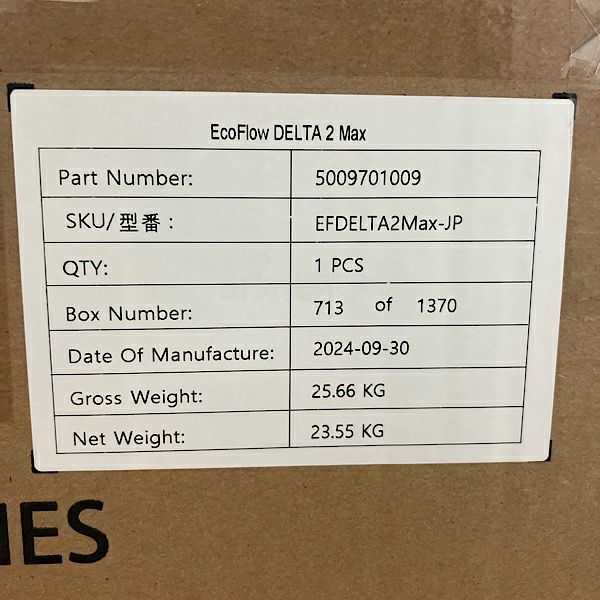 EcoFlow DELTA 2 Max
Part Number: 5009701009
SKU/型番: EFDELTA2Max-JP
QTY: 1 PCS
Box Number: 713 of 1370
Date Of Manufacture: 2024-09-30
Gross Weight: 25.66 KG
Net Weight: 23.55 KG
IES